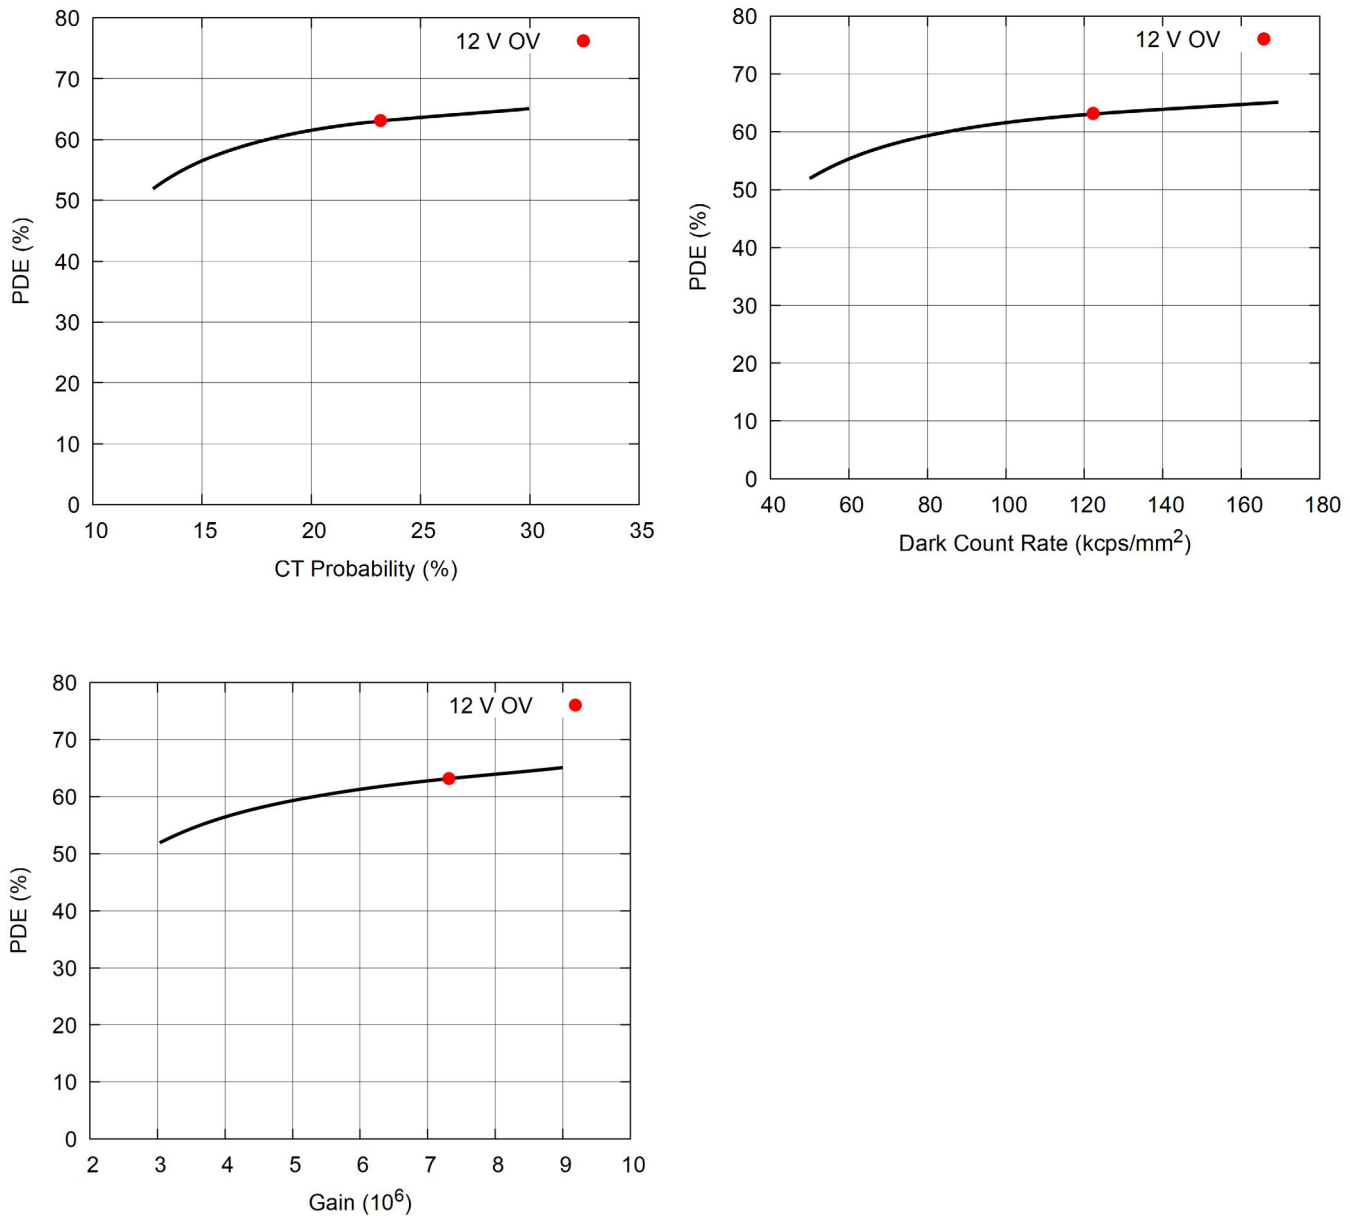 80
70
60
50
40
30
20
10
0
PDE (%)
12 V OV
10 15 20 25 30 35
CT Probability (%)
80
70
60
50
40
30
20
10
0
PDE (%)
12 V OV
40 60 80 100 120 140 160 180
Dark Count Rate (kcps/mm²)
80
70
60
50
40
30
20
10
0
PDE (%)
12 V OV
2 3 4 5 6 7 8 9 10
Gain (10⁶)